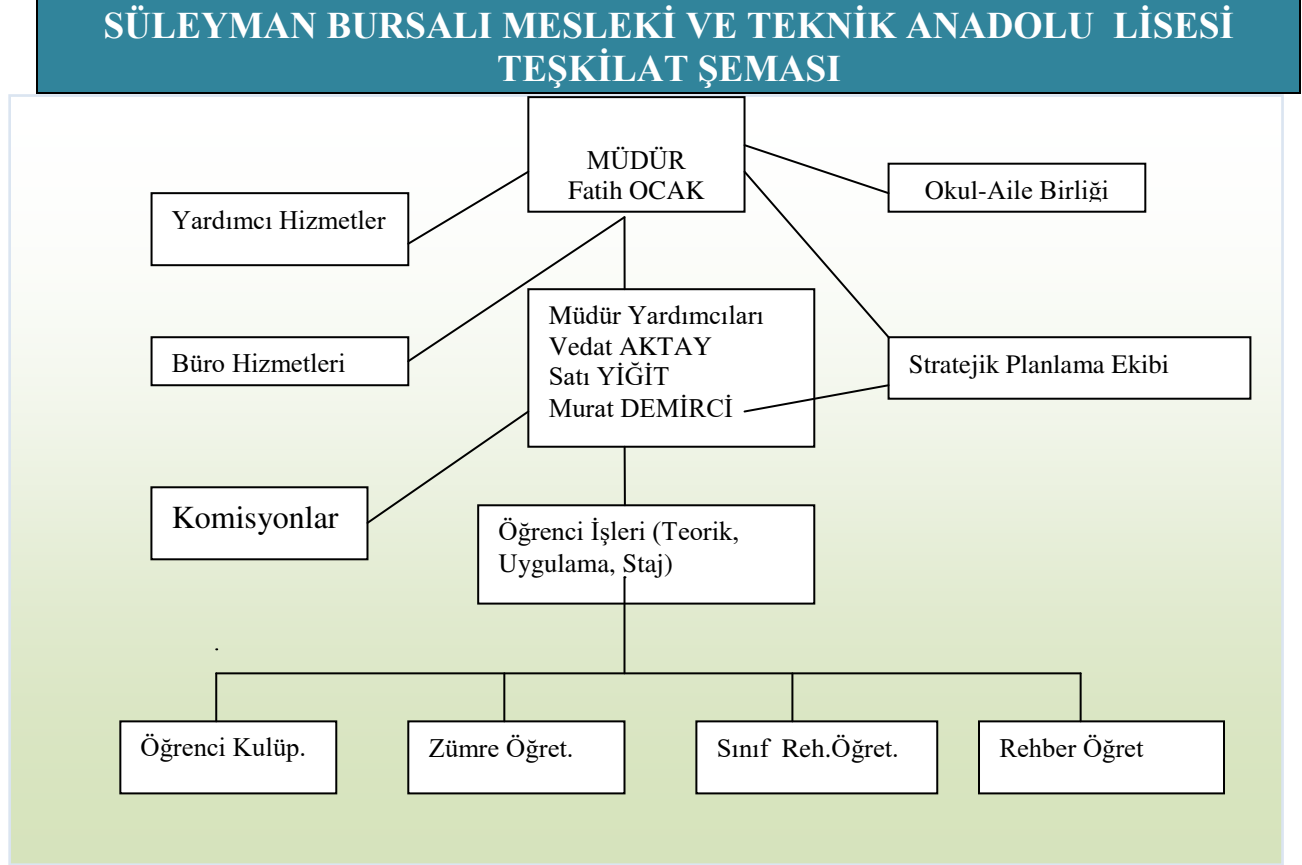 SÜLEYMAN BURSALI MESLEKİ VE TEKNİK ANADOLU LİSESİ
TEŞKİLAT ŞEMASI
MÜDÜR
Fatih OCAK
Okul-Aile Birliği
Yardımcı Hizmetler
Müdür Yardımcıları
Vedat AKTAY
Satı YİĞİT
Murat DEMİRCİ
Büro Hizmetleri
Stratejik Planlama Ekibi
Komisyonlar
Öğrenci İşleri (Teorik,
Uygulama, Staj)
Öğrenci Kulüp.
Zümre Öğret.
Sınıf Reh.Öğret.
Rehber Öğret